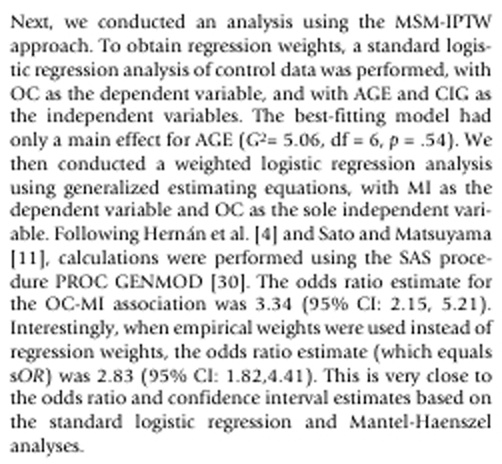 Next, we conducted an analysis using the MSM-IPTW
approach. To obtain regression weights, a standard logis-
tic regression analysis of control data was performed, with
OC as the dependent variable, and with AGE and CIG as
the independent variables. The best-fitting model had
only a main effect for AGE (G²= 5.06, df = 6, p = .54). We
then conducted a weighted logistic regression analysis
using generalized estimating equations, with MI as the
dependent variable and OC as the sole independent vari-
able. Following Hernán et al. [4] and Sato and Matsuyama
[11], calculations were performed using the SAS proce-
dure PROC GENMOD [30]. The odds ratio estimate for
the OC-MI association was 3.34 (95% CI: 2.15, 5.21).
Interestingly, when empirical weights were used instead of
regression weights, the odds ratio estimate (which equals
sOR) was 2.83 (95% CI: 1.82,4.41). This is very close to
the odds ratio and confidence interval estimates based on
the standard logistic regression and Mantel-Haenszel
analyses.